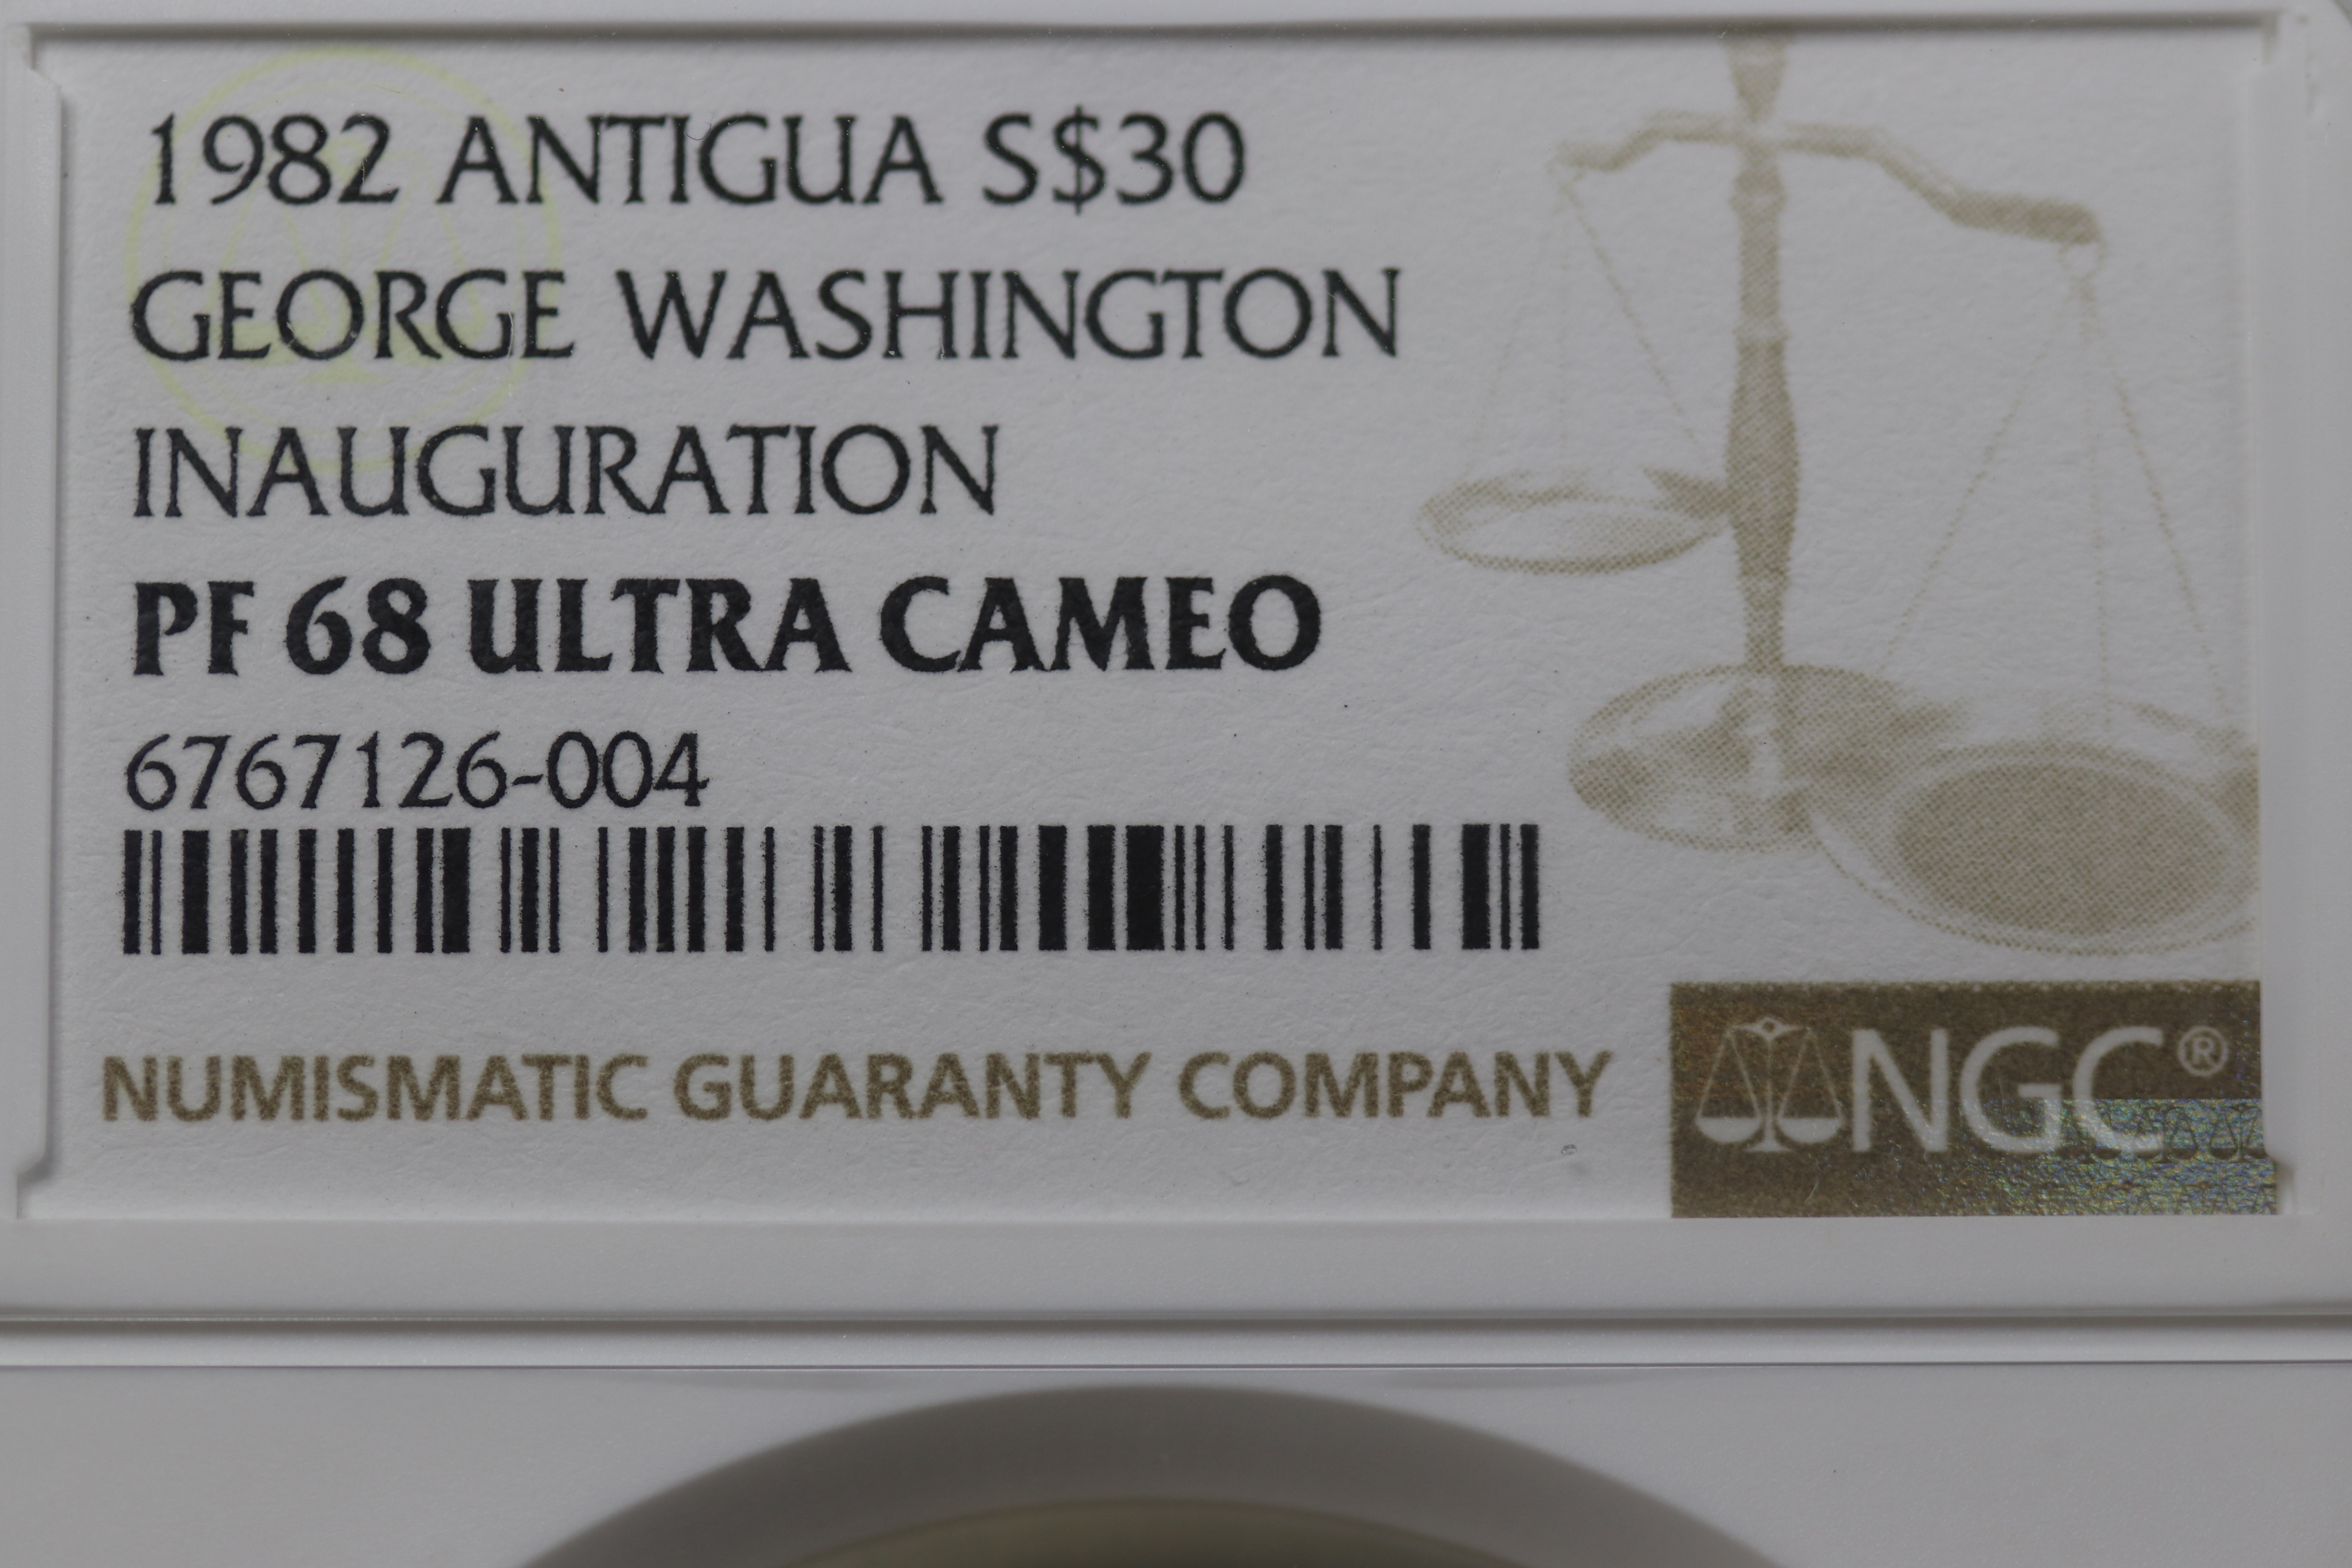 1982 ANTIGUA S$30
GEORGE WASHINGTON
INAUGURATION
PF 68 ULTRA CAMEO
6767126-004
NUMISMATIC GUARANTY COMPANY
NGC®